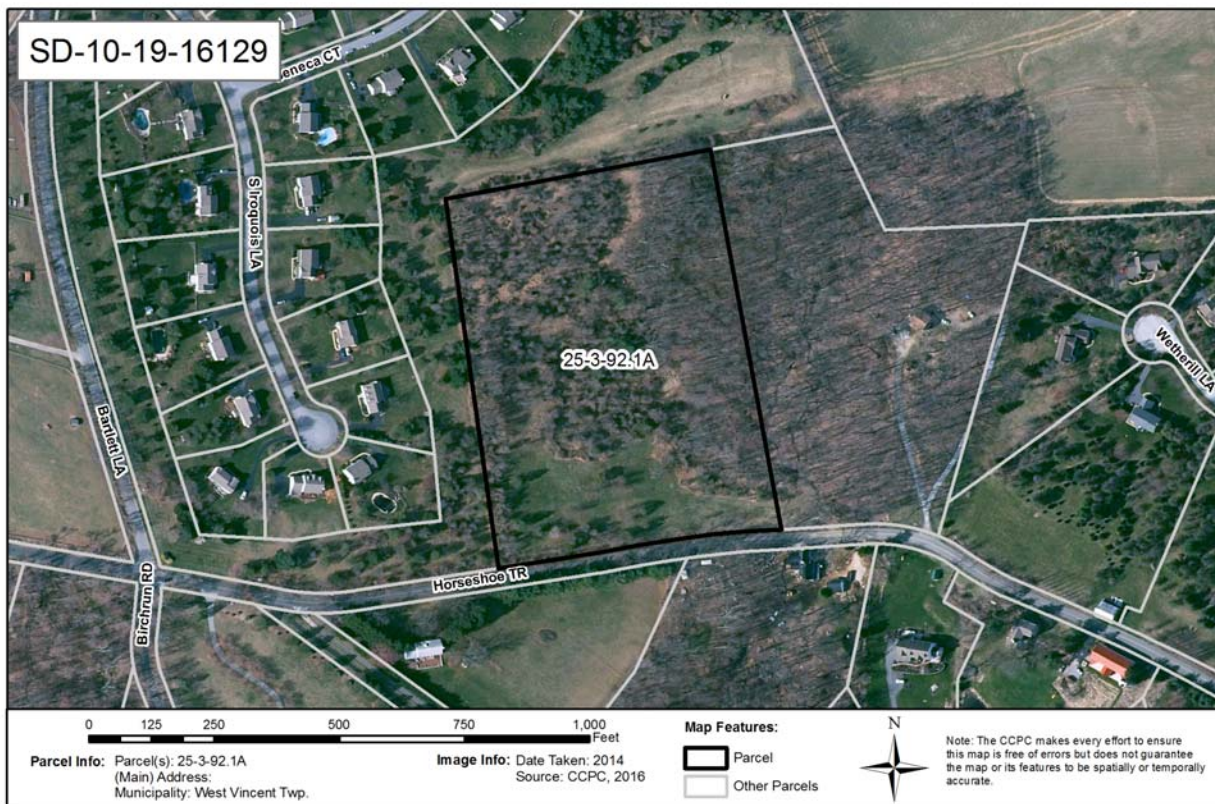 SD-10-19-16129
Seneca CT
S Iroquois LA
Wetherill LA
25-3-92.1A
Bartlett LA
Horseshoe TR
Birchrun RD
0 125 250 500 750 1,000
Feet
Parcel Info: Parcel(s): 25-3-92.1A
(Main) Address:
Municipality: West Vincent Twp.
Image Info: Date Taken: 2014
Source: CCPC, 2016
Map Features:
Parcel
Other Parcels
N
Note: The CCPC makes every effort to ensure
this map is free of errors but does not guarantee
the map or its features to be spatially or temporally
accurate.